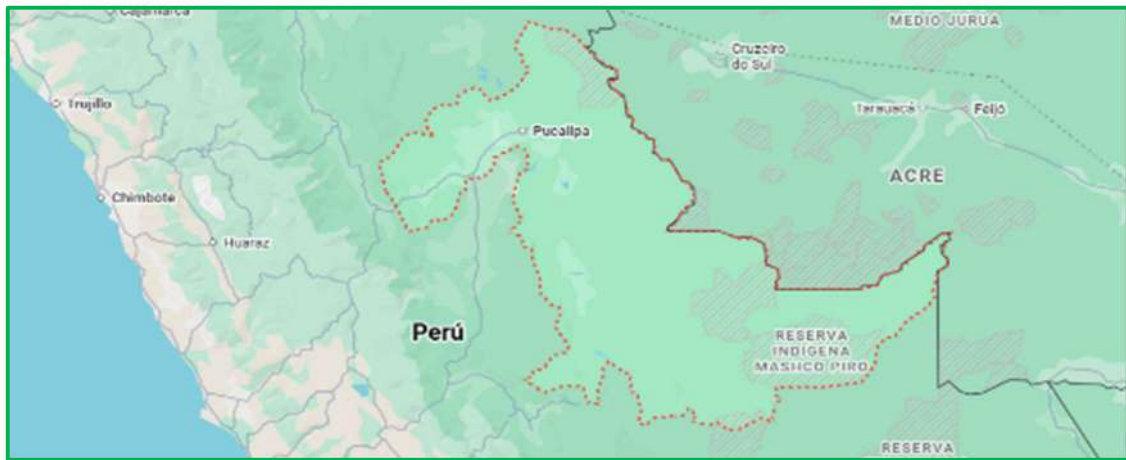 Cajamarca
MEDIO JURUA
Cruzeiro
do Sul
Trujillo
Tarauacá
Feijó
Pucallpa
ACRE
Chimbote
Huaraz
Perú
RESERVA
INDÍGENA
MASHCO PIRO
RESERVA